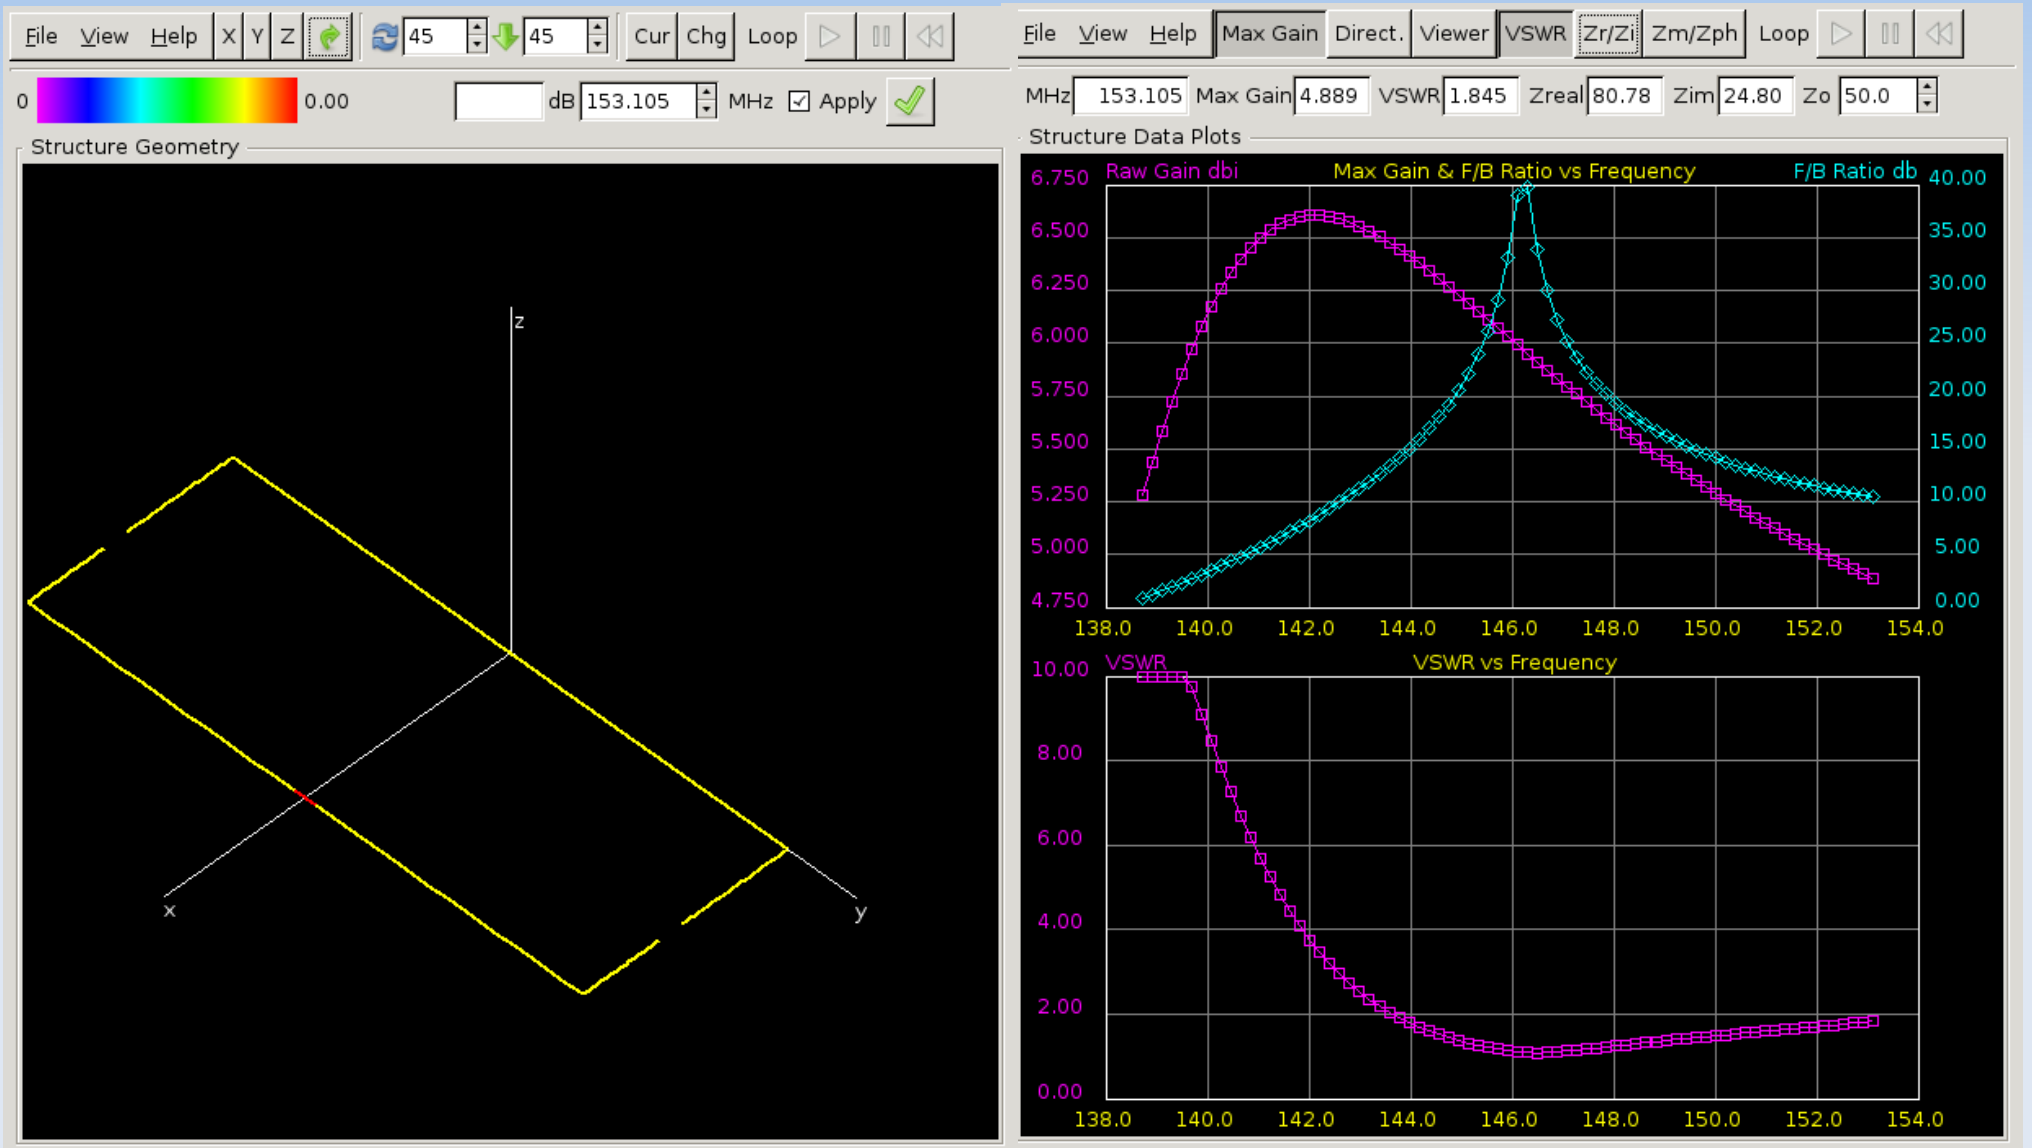 File View Help X Y Z 45 45 Cur Chg Loop
0 0.00 dB 153.105 MHz Apply
Structure Geometry
z
x
y
File View Help Max Gain Direct. Viewer VSWR Zr/Zi Zm/Zph Loop
MHz 153.105 Max Gain 4.889 VSWR 1.845 Zreal 80.78 Zim 24.80 Zo 50.0
Structure Data Plots
Raw Gain dbi Max Gain & F/B Ratio vs Frequency F/B Ratio db
6.750 40.00
6.500 35.00
6.250 30.00
6.000 25.00
5.750 20.00
5.500 15.00
5.250 10.00
5.000 5.00
4.750 0.00
138.0 140.0 142.0 144.0 146.0 148.0 150.0 152.0 154.0
VSWR VSWR vs Frequency
10.00
8.00
6.00
4.00
2.00
0.00
138.0 140.0 142.0 144.0 146.0 148.0 150.0 152.0 154.0